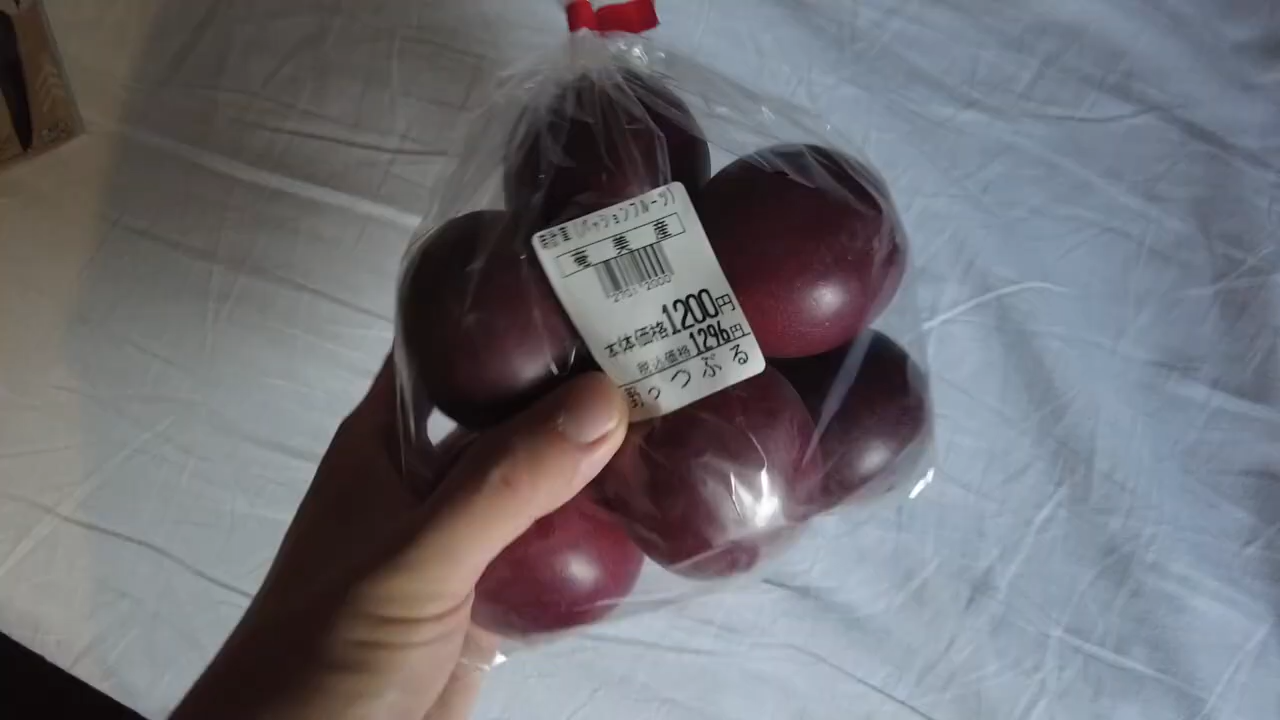 (パッションフルーツ)
奄美産
本体価格1200円
税込価格1296円
っつぷる